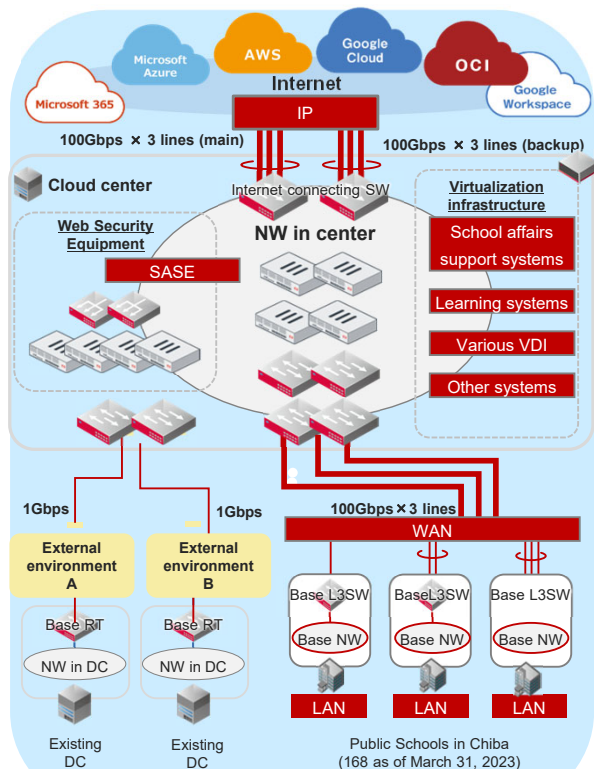 Microsoft 365
Microsoft
Azure
AWS
Google
Cloud
OCI
Google
Workspace
Internet
IP
100Gbps × 3 lines (main)
100Gbps × 3 lines (backup)
Cloud center
Internet connecting SW
Virtualization
infrastructure
Web Security
Equipment
NW in center
SASE
School affairs
support systems
Learning systems
Various VDI
Other systems
1Gbps
1Gbps
100Gbps × 3 lines
WAN
External
environment
A
External
environment
B
Base L3SW
BaseL3SW
Base L3SW
Base RT
Base RT
Base NW
Base NW
Base NW
NW in DC
NW in DC
LAN
LAN
LAN
Existing
DC
Existing
DC
Public Schools in Chiba
(168 as of March 31, 2023)